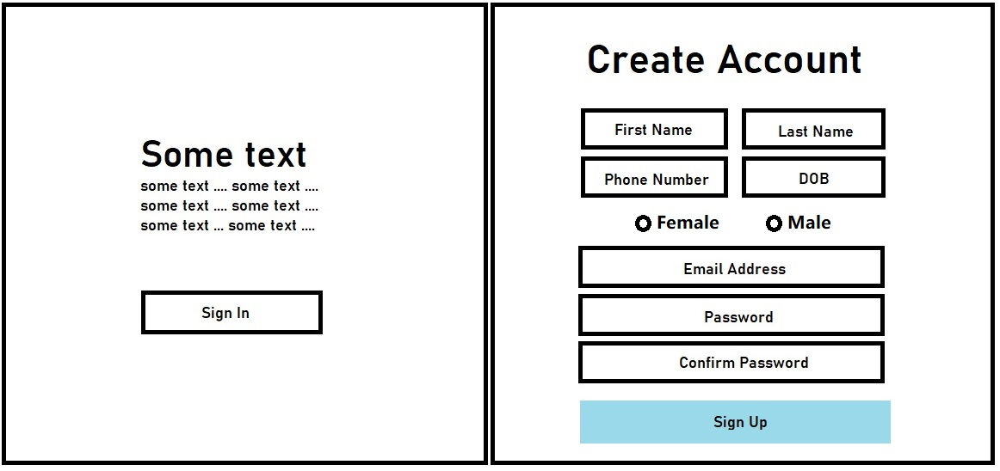 Some text
some text .... some text ....
some text .... some text ....
some text ... some text ....
Sign In
Create Account
First Name
Last Name
Phone Number
DOB
Female
Male
Email Address
Password
Confirm Password
Sign Up